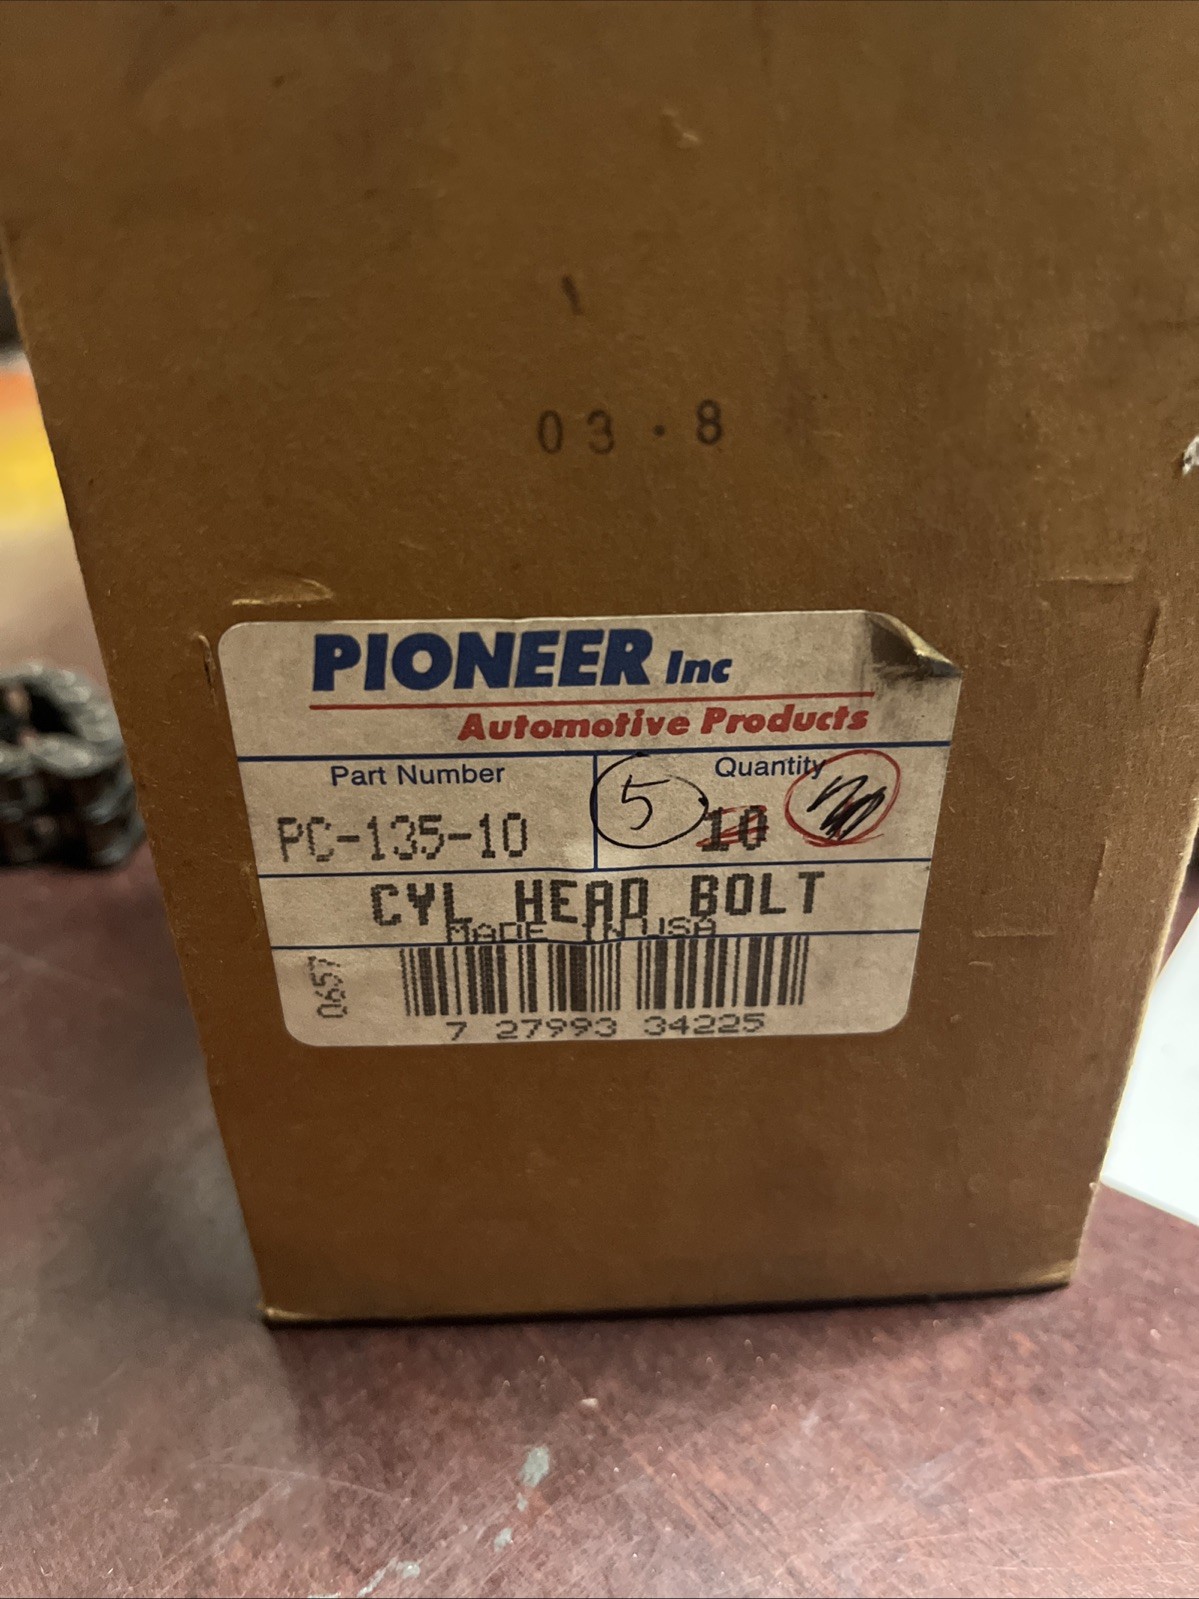 03.8
PIONEER Inc
Automotive Products
Part Number
Quantity
PC-135-10
5
10
CYL HEAD BOLT
MADE IN USA
0657
7 27993 34225